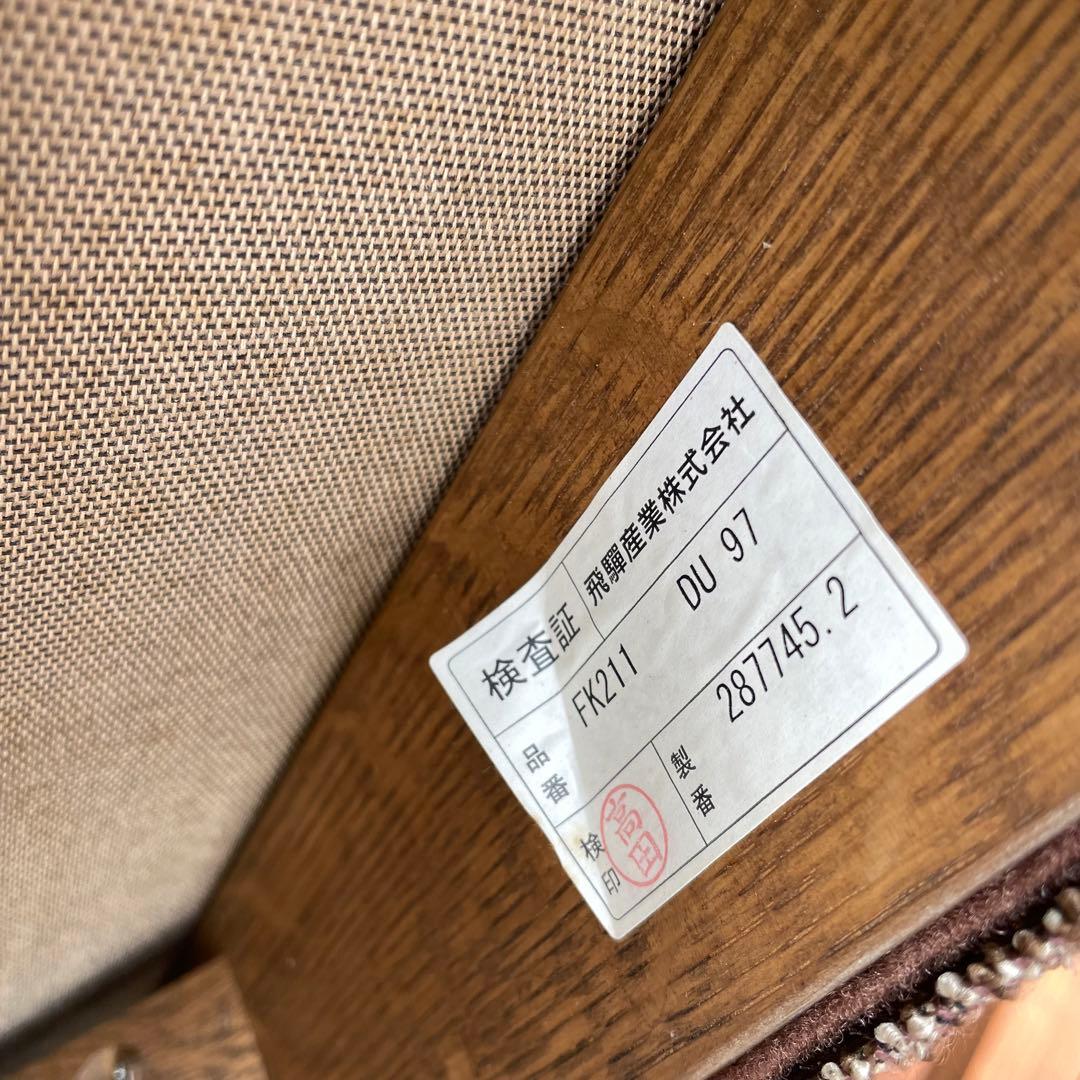 検査証 飛驒産業株式会社
品番 FK211 DU 97
検印 高田 製番 287745.2